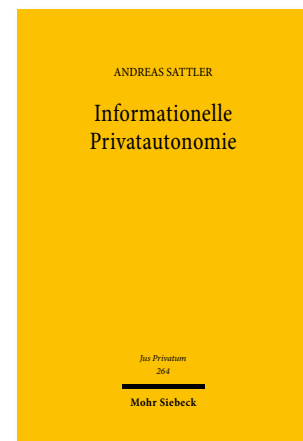 ANDREAS SATTLER
Informationelle
Privatautonomie
Jus Privatum
264
Mohr Siebeck